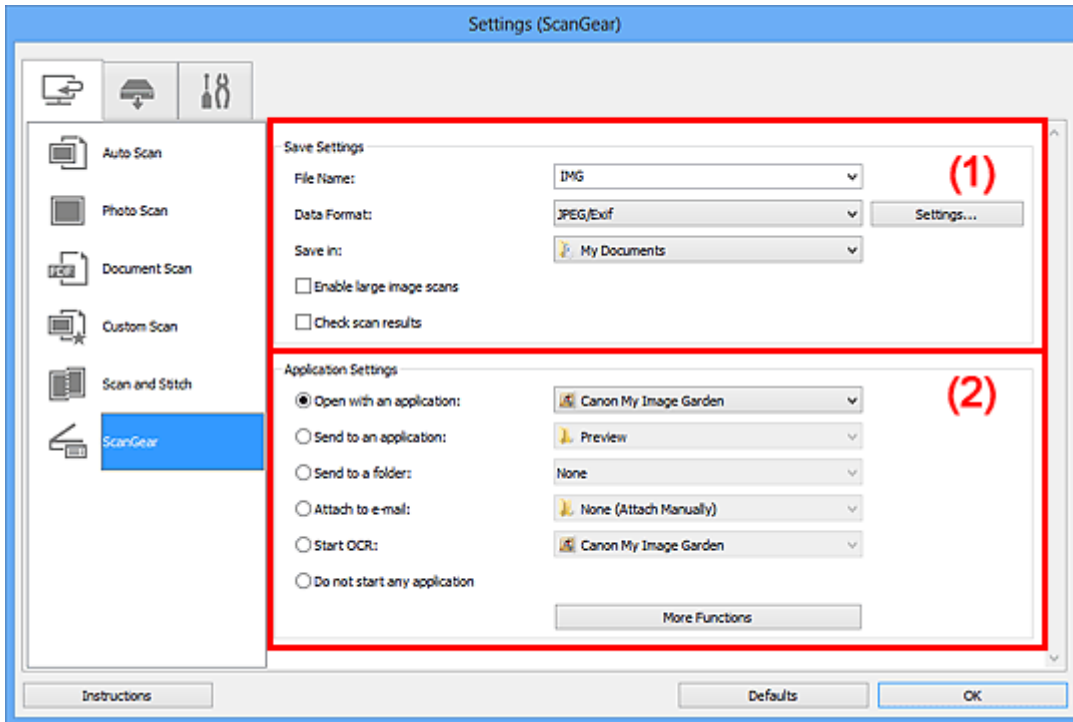 Settings (ScanGear)
Auto Scan
Photo Scan
Document Scan
Custom Scan
Scan and Stitch
ScanGear
Save Settings
(1)
File Name: IMG
Data Format: JPEG/Exif Settings...
Save in: My Documents
Enable large image scans
Check scan results
Application Settings
(2)
Open with an application: Canon My Image Garden
Send to an application: Preview
Send to a folder: None
Attach to e-mail: None (Attach Manually)
Start OCR: Canon My Image Garden
Do not start any application
More Functions
Instructions Defaults OK